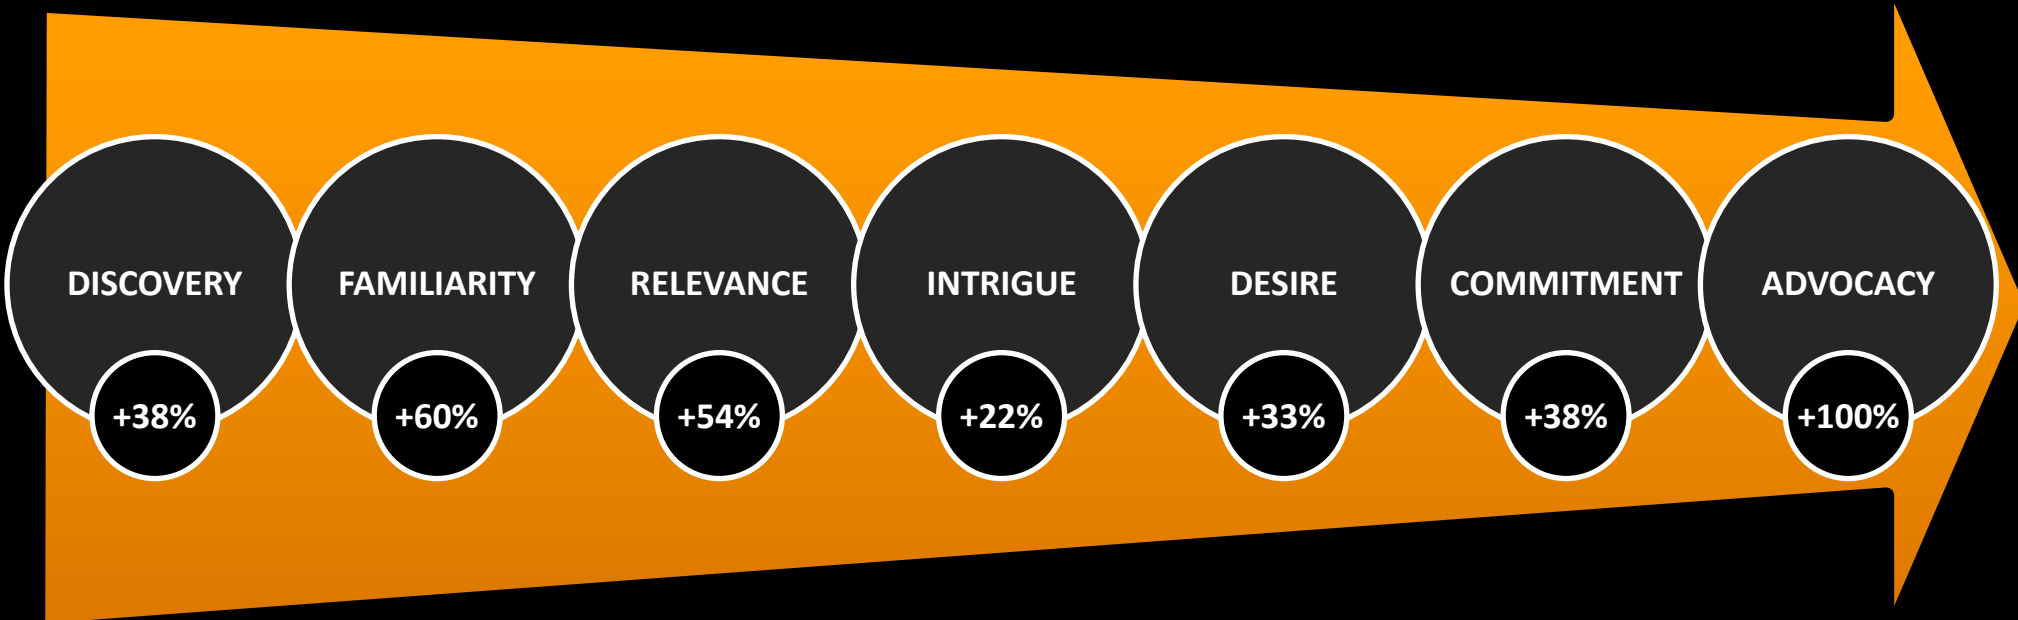 DISCOVERY
FAMILIARITY
RELEVANCE
INTRIGUE
DESIRE
COMMITMENT
ADVOCACY
+38%
+60%
+54%
+22%
+33%
+38%
+100%